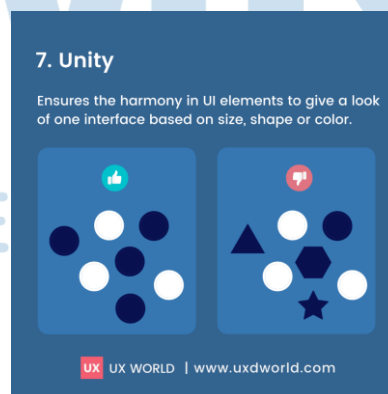 7. Unity
Ensures the harmony in UI elements to give a look
of one interface based on size, shape or color.
UX UX WORLD | www.uxdworld.com